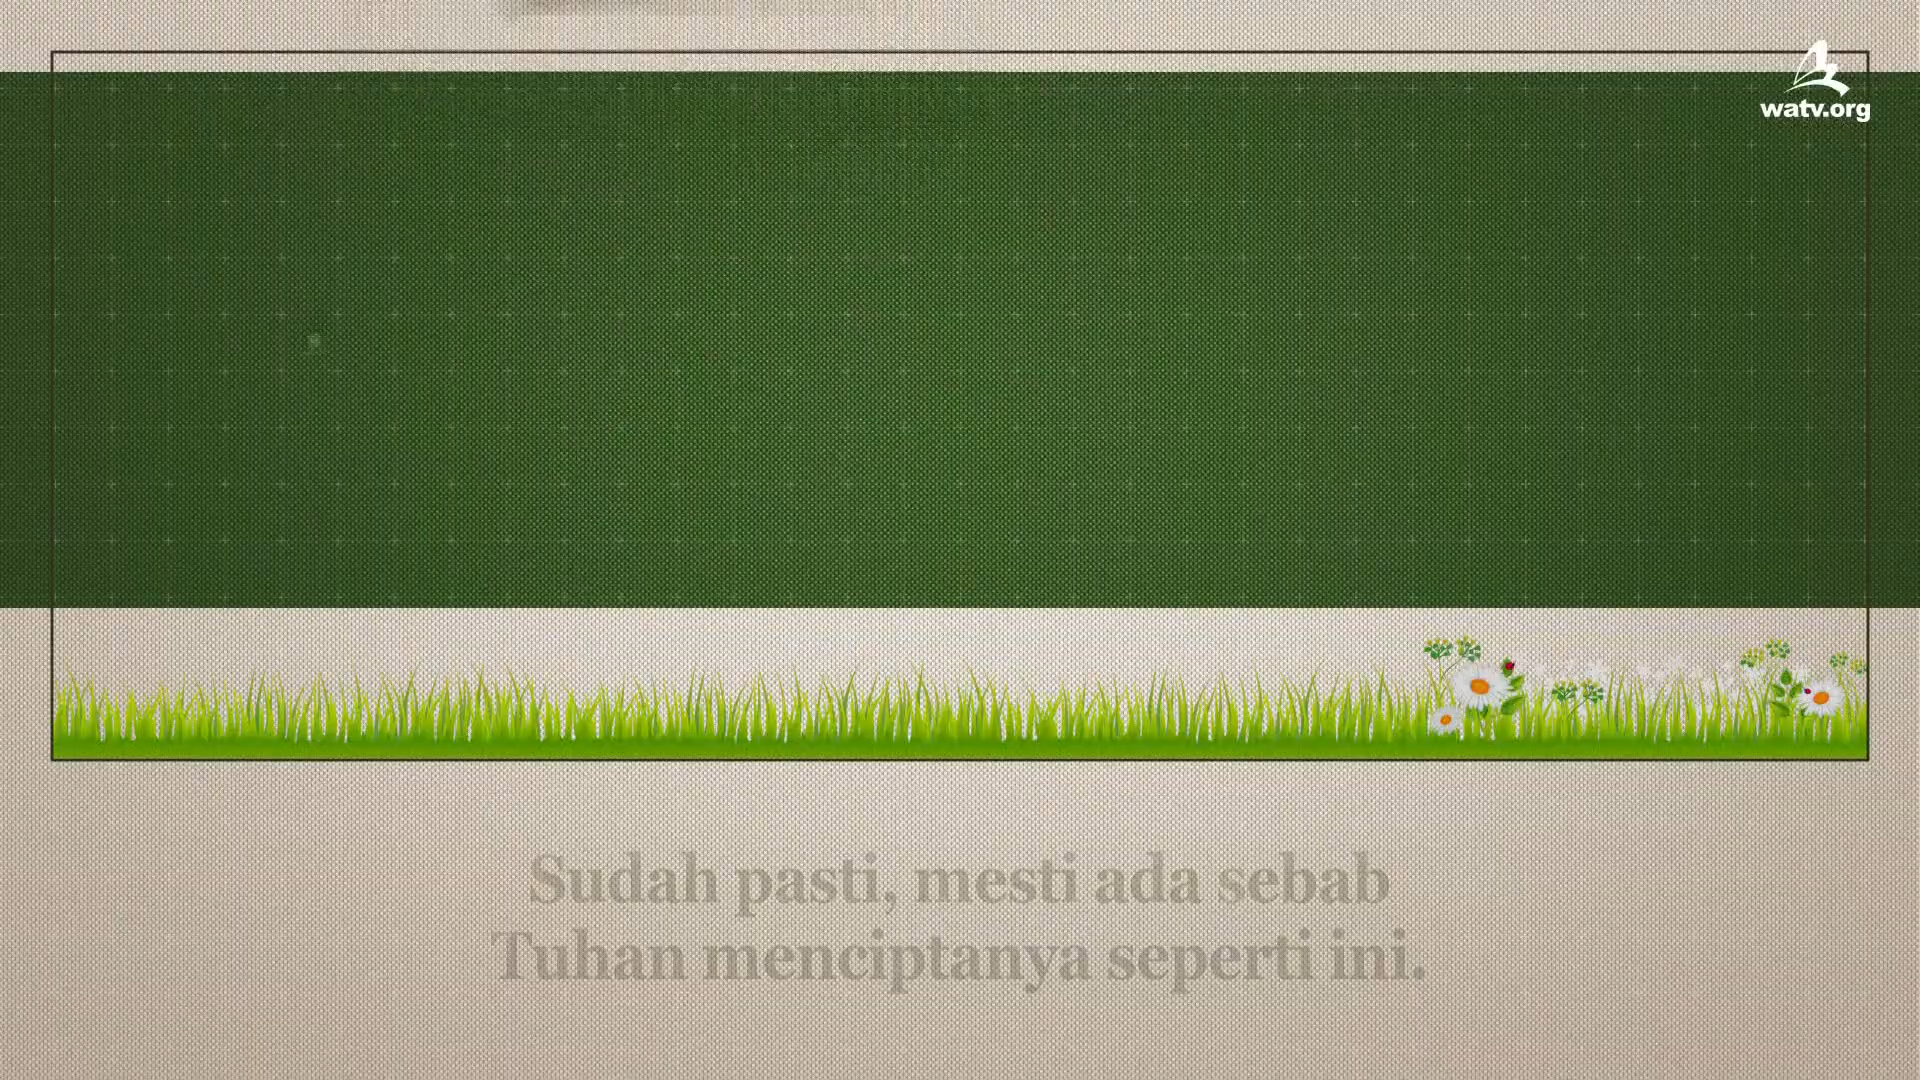 watv.org
Sudah pasti, mesti ada sebab
Tuhan menciptanya seperti ini.